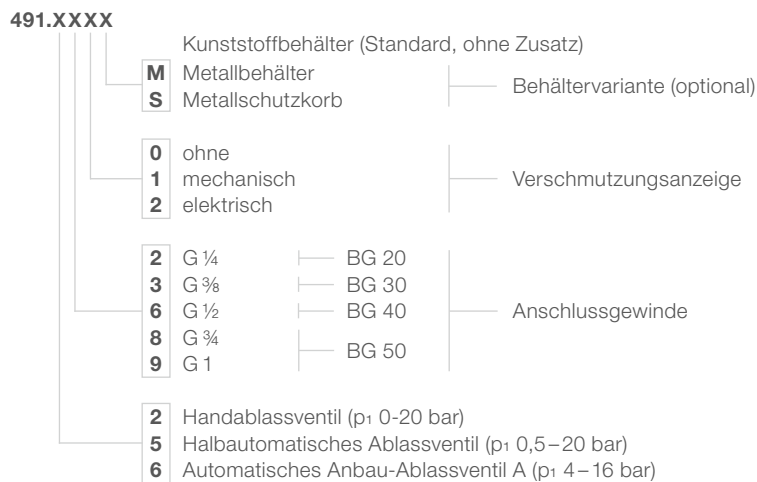 491.XXXX
Kunststoffbehälter (Standard, ohne Zusatz)
M Metallbehälter
S Metallschutzkorb
Behältervariante (optional)
0 ohne
1 mechanisch
2 elektrisch
Verschmutzungsanzeige
2 G ¼ BG 20
3 G ⅜ BG 30
6 G ½ BG 40
8 G ¾
9 G 1
BG 50
Anschlussgewinde
2 Handablassventil (p₁ 0-20 bar)
5 Halbautomatisches Ablassventil (p₁ 0,5–20 bar)
6 Automatisches Anbau-Ablassventil A (p₁ 4–16 bar)